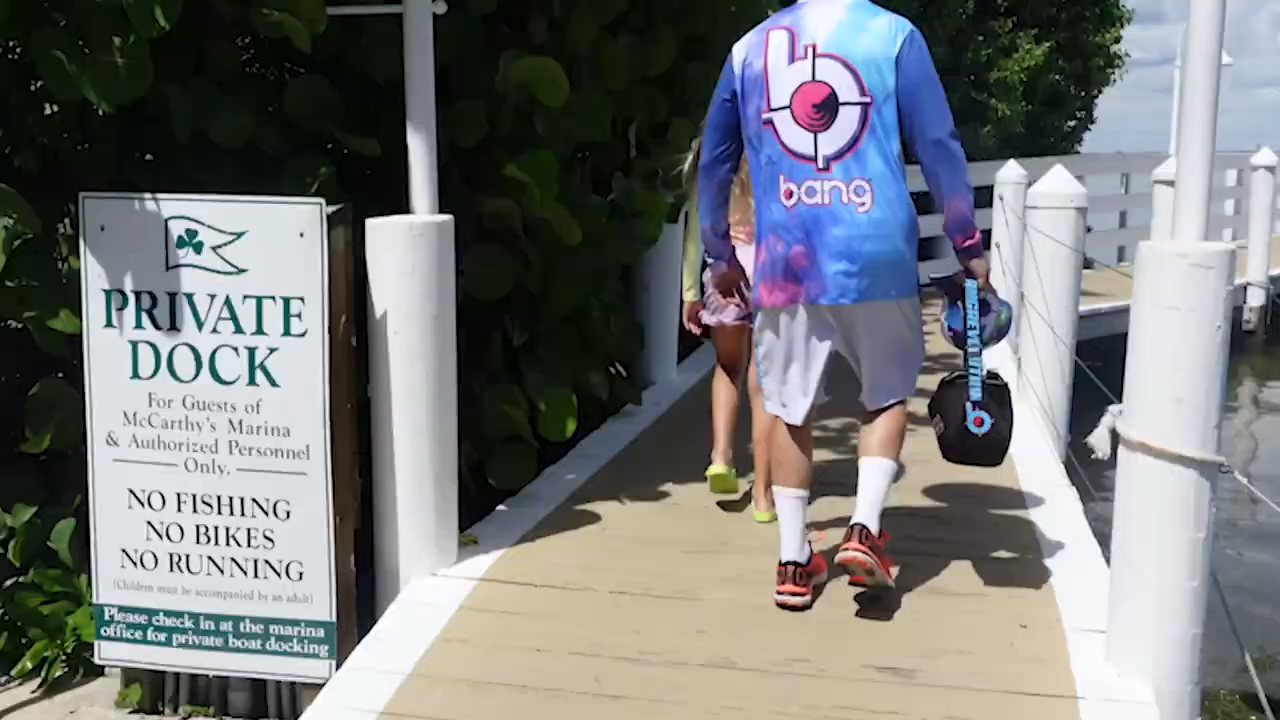 PRIVATE
DOCK
For Guests of
McCarthy's Marina
& Authorized Personnel
Only.
NO FISHING
NO BIKES
NO RUNNING
(Children must be accompanied by an adult)
Please check in at the marina
office for private boat docking
b
bang
b